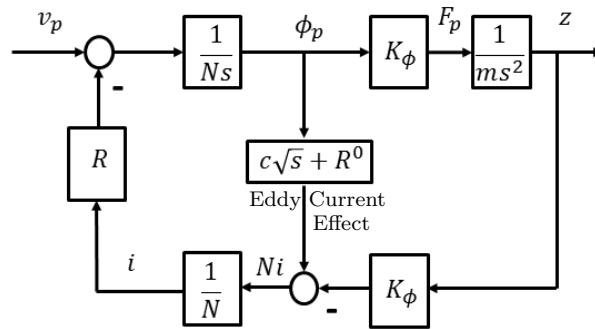 v_p
-
1/Ns
ϕ_p
K_ϕ
F_p
1/ms²
z
R
c√s + R⁰
Eddy Current
Effect
i
1/N
Ni
-
K_ϕ